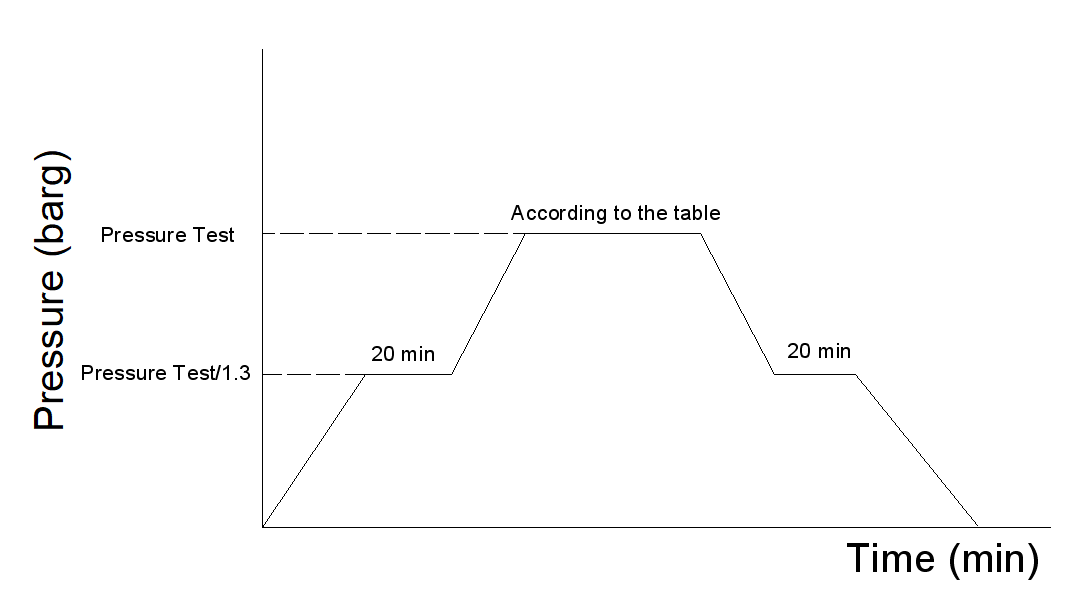 Pressure (barg)
According to the table
Pressure Test
20 min
20 min
Pressure Test/1.3
Time (min)